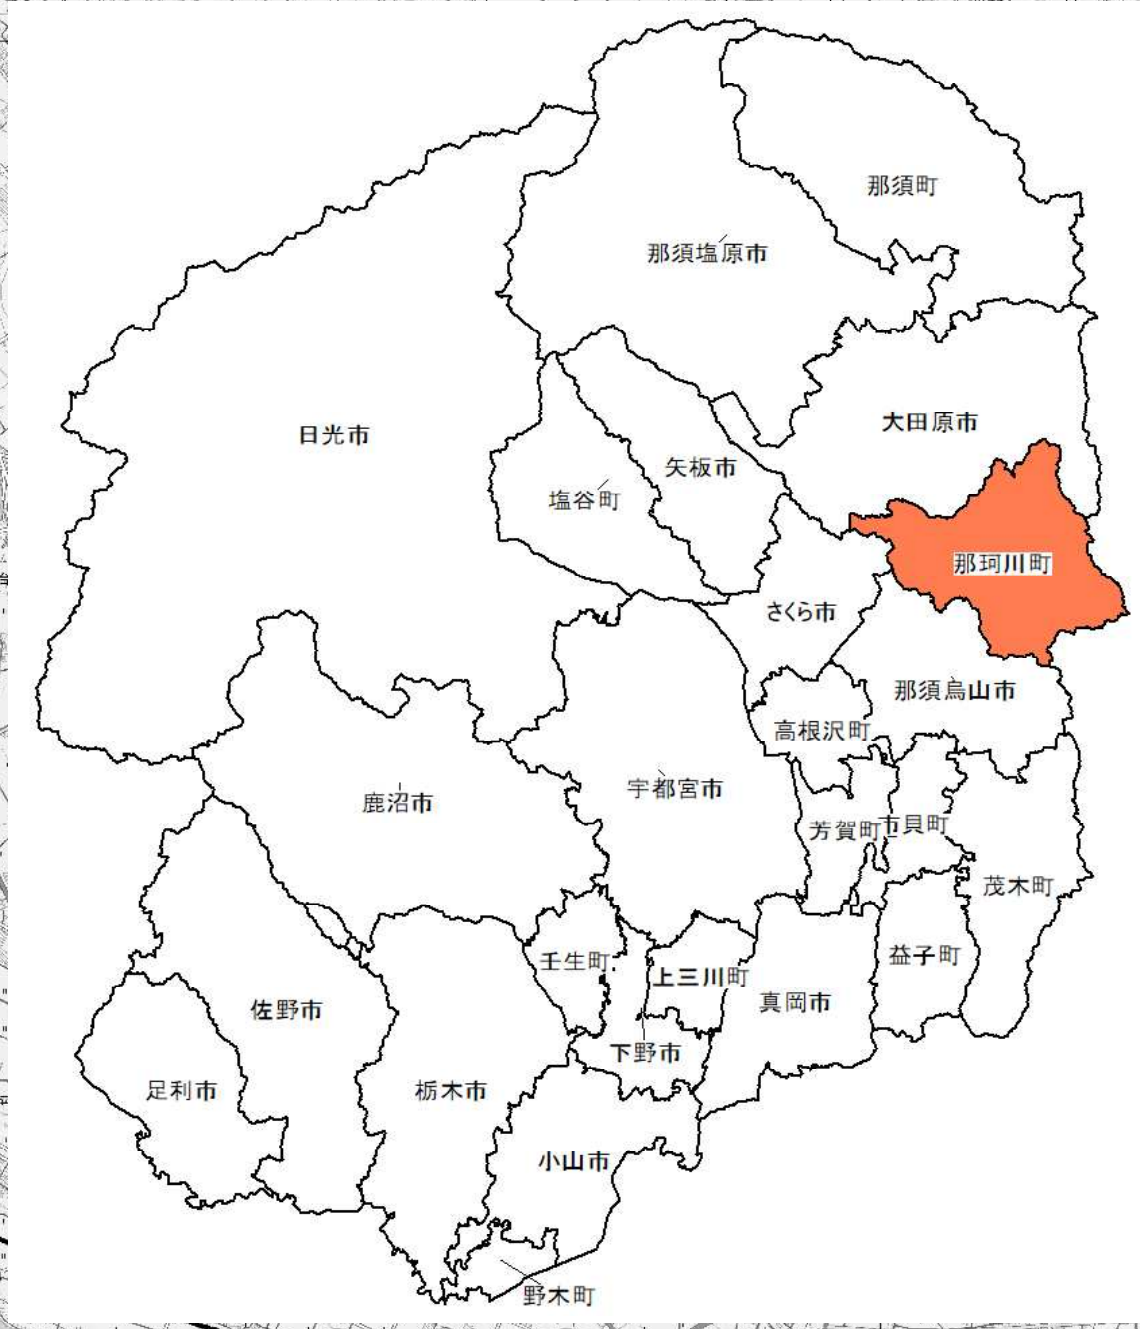 那須町
那須塩原市
大田原市
日光市
矢板市
塩谷町
那珂川町
さくら市
那須烏山市
高根沢町
宇都宮市
鹿沼市
芳賀町
市貝町
茂木町
益子町
壬生町
上三川町
真岡市
佐野市
下野市
足利市
栃木市
小山市
野木町